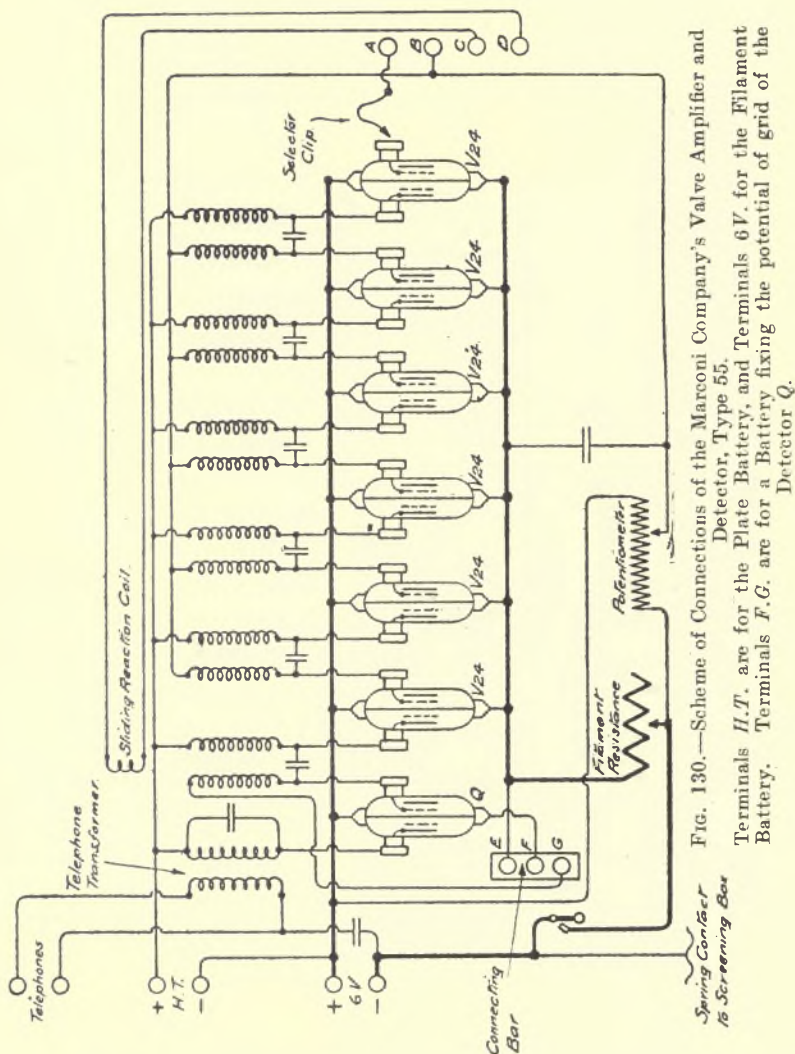 Telephones
Telephone
Transformer
Sliding Reaction Coil
Selector
Clip
A
B
C
D
+
H.T.
-
+
6V
-
V24
V24
V24
V24
V24
V24
Q
E
F
G
Connecting
Bar
Filament
Resistance
Potentiometer
Spring Contact
to Screening Box
FIG. 130.—Scheme of Connections of the Marconi Company's Valve Amplifier and
Detector, Type 55.
Terminals H.T. are for the Plate Battery, and Terminals 6V. for the Filament
Battery. Terminals F.G. are for a Battery fixing the potential of grid of the
Detector Q.